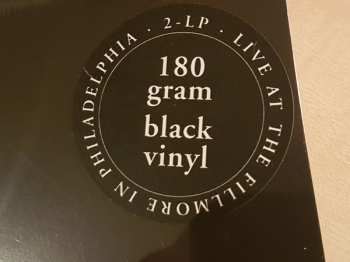 2-LP · LIVE AT THE FILLMORE IN PHILADELPHIA ·
180
gram
black
vinyl